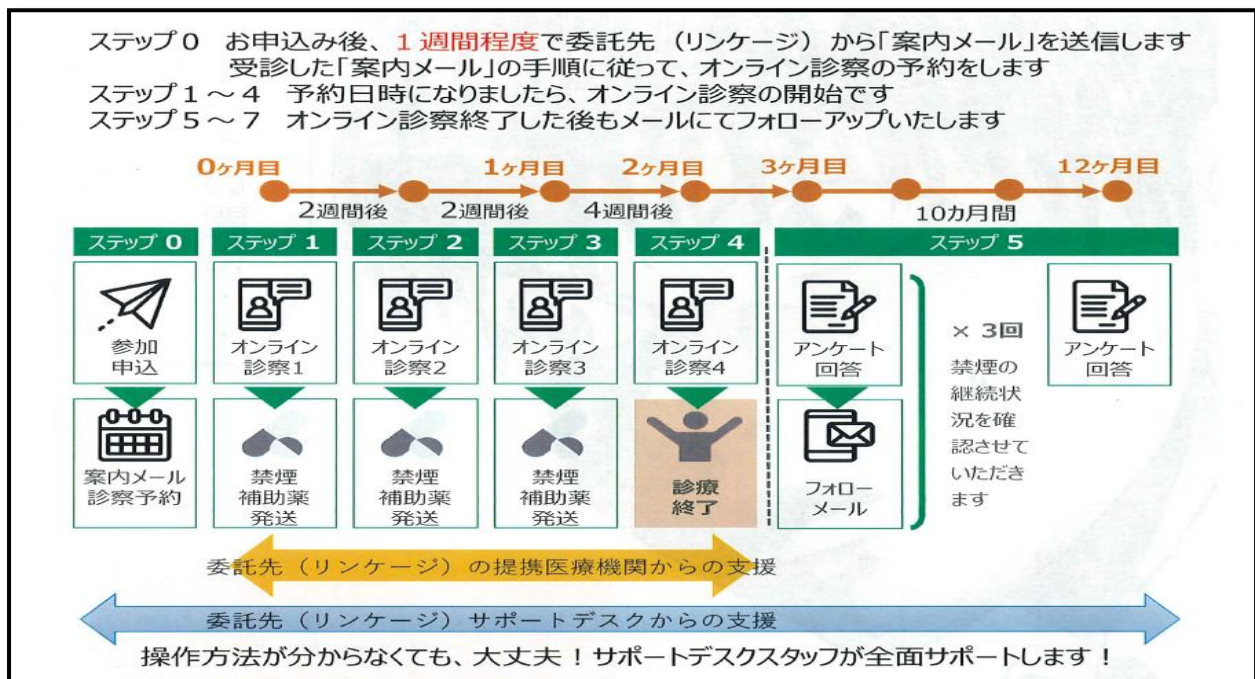 ステップ0 お申込み後、1週間程度で委託先（リンケージ）から「案内メール」を送信します
受診した「案内メール」の手順に従って、オンライン診察の予約をします
ステップ1～4 予約日時になりましたら、オンライン診察の開始です
ステップ5～7 オンライン診察終了した後もメールにてフォローアップいたします
0ヶ月目 1ヶ月目 2ヶ月目 3ヶ月目 12ヶ月目
2週間後 2週間後 4週間後 10カ月間
ステップ 0 ステップ 1 ステップ 2 ステップ 3 ステップ 4 ステップ 5
参加
申込
オンライン
診察1
オンライン
診察2
オンライン
診察3
オンライン
診察4
アンケート
回答
× 3回
禁煙の
継続状
況を確
認させて
いただき
ます
アンケート
回答
案内メール
診察予約
禁煙
補助薬
発送
禁煙
補助薬
発送
禁煙
補助薬
発送
診療
終了
フォロー
メール
委託先（リンケージ）の提携医療機関からの支援
委託先（リンケージ）サポートデスクからの支援
操作方法が分からなくても、大丈夫！サポートデスクスタッフが全面サポートします！